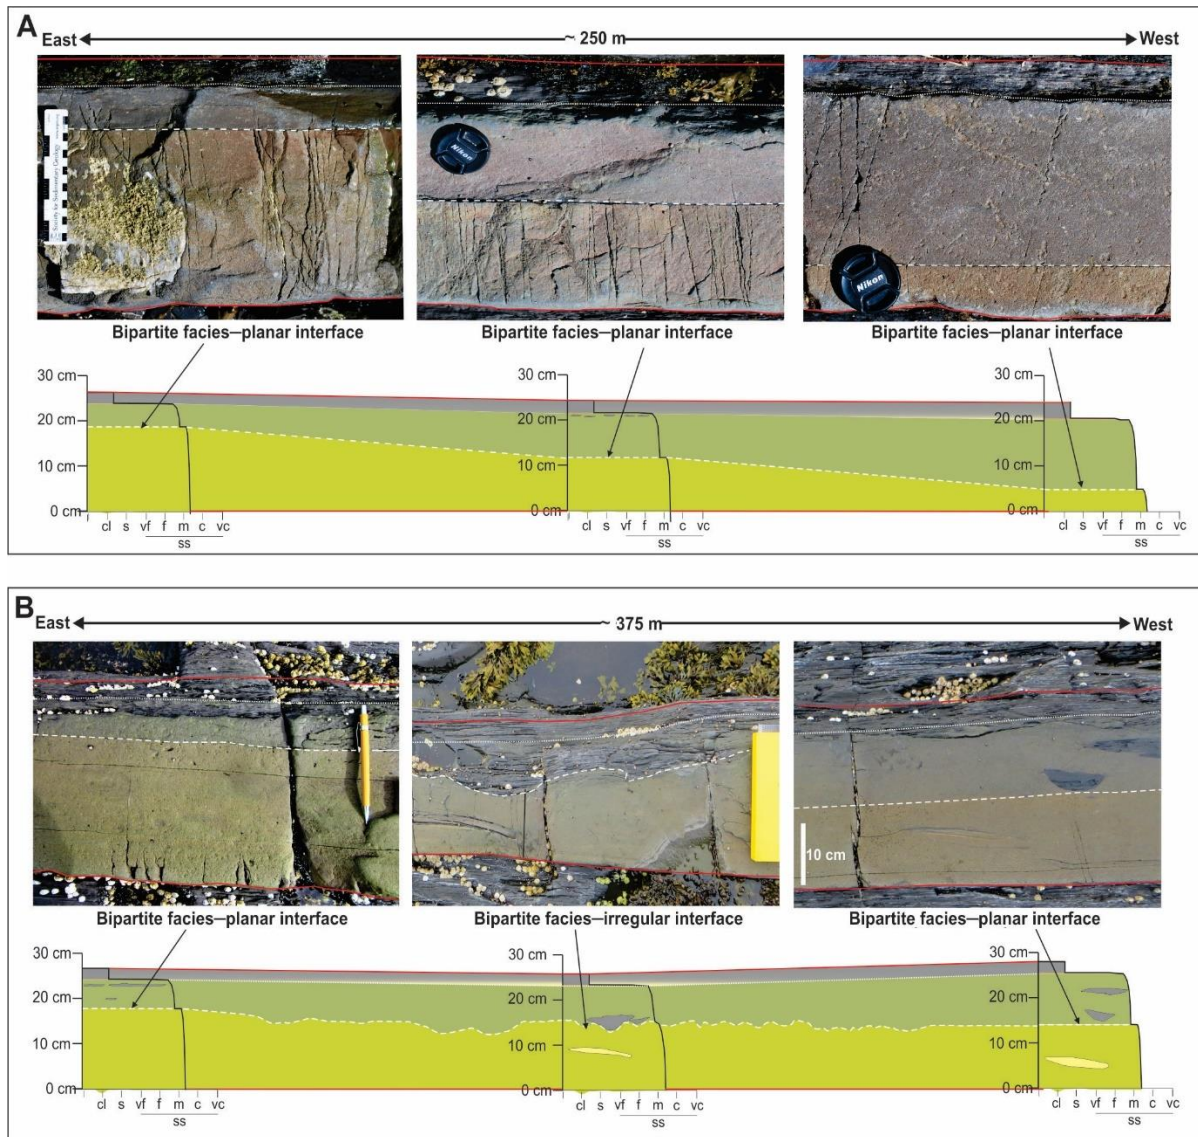 A
East ~ 250 m West
Society for Sedimentary Geology
Nikon
Nikon
Bipartite facies—planar interface Bipartite facies—planar interface Bipartite facies—planar interface
30 cm 30 cm 30 cm
20 cm 20 cm 20 cm
10 cm 10 cm 10 cm
0 cm 0 cm 0 cm
cl s vf f m c vc cl s vf f m c vc cl s vf f m c vc
ss ss ss
B
East ~ 375 m West
10 cm
Bipartite facies—planar interface Bipartite facies—irregular interface Bipartite facies—planar interface
30 cm 30 cm 30 cm
20 cm 20 cm 20 cm
10 cm 10 cm 10 cm
0 cm 0 cm 0 cm
cl s vf f m c vc cl s vf f m c vc cl s vf f m c vc
ss ss ss